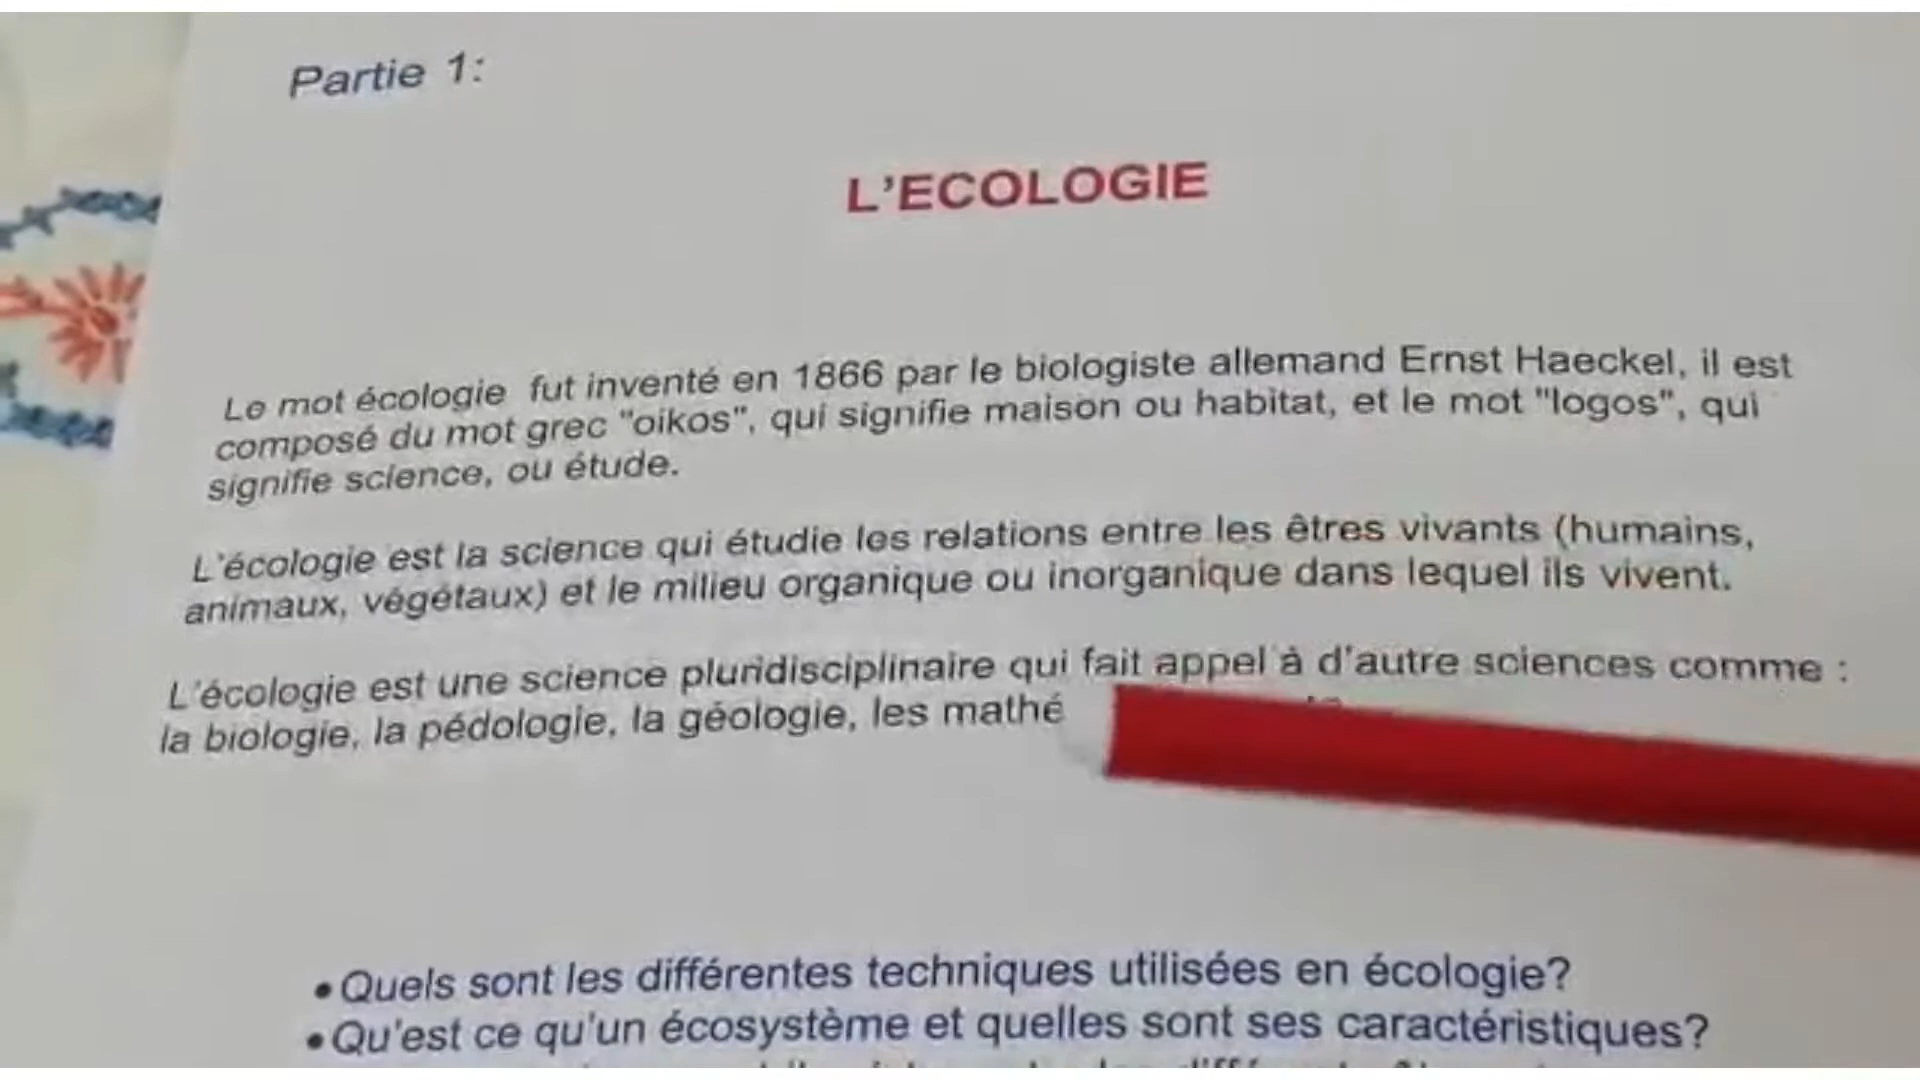 Partie 1:
L'ECOLOGIE
Le mot écologie fut inventé en 1866 par le biologiste allemand Ernst Haeckel, il est
composé du mot grec "oikos", qui signifie maison ou habitat, et le mot "logos", qui
signifie science, ou étude.
L'écologie est la science qui étudie les relations entre les êtres vivants (humains,
animaux, végétaux) et le milieu organique ou inorganique dans lequel ils vivent.
L'écologie est une science pluridisciplinaire qui fait appel à d'autre sciences comme :
la biologie, la pédologie, la géologie, les mathé
• Quels sont les différentes techniques utilisées en écologie?
• Qu'est ce qu'un écosystème et quelles sont ses caractéristiques?